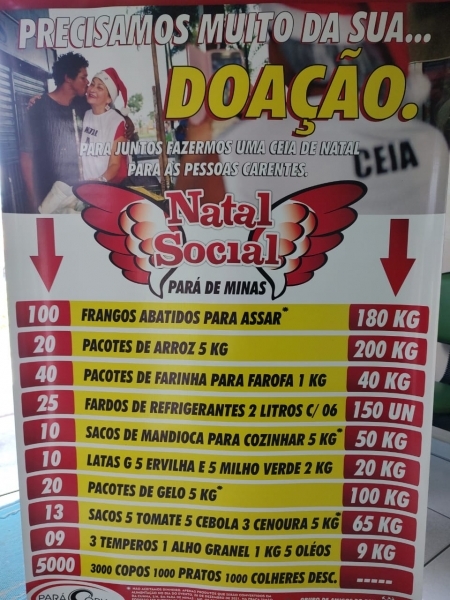 PRECISAMOS MUITO DA SUA...
DOAÇÃO.
PARA JUNTOS FAZERMOS UMA CEIA DE NATAL
PARA AS PESSOAS CARENTES.
CEIA
Natal
Social
PARÁ DE MINAS
100 FRANGOS ABATIDOS PARA ASSAR* 180 KG
20 PACOTES DE ARROZ 5 KG 200 KG
40 PACOTES DE FARINHA PARA FAROFA 1 KG 40 KG
25 FARDOS DE REFRIGERANTES 2 LITROS C/ 06 150 UN
10 SACOS DE MANDIOCA PARA COZINHAR 5 KG* 50 KG
10 LATAS G 5 ERVILHA E 5 MILHO VERDE 2 KG 20 KG
20 PACOTES DE GELO 5 KG* 100 KG
13 SACOS 5 TOMATE 5 CEBOLA 3 CENOURA 5 KG* 65 KG
09 3 TEMPEROS 1 ALHO GRANEL 1 KG 5 OLÉOS 9 KG
5000 3000 COPOS 1000 PRATOS 1000 COLHERES DESC. -----
PARÁ